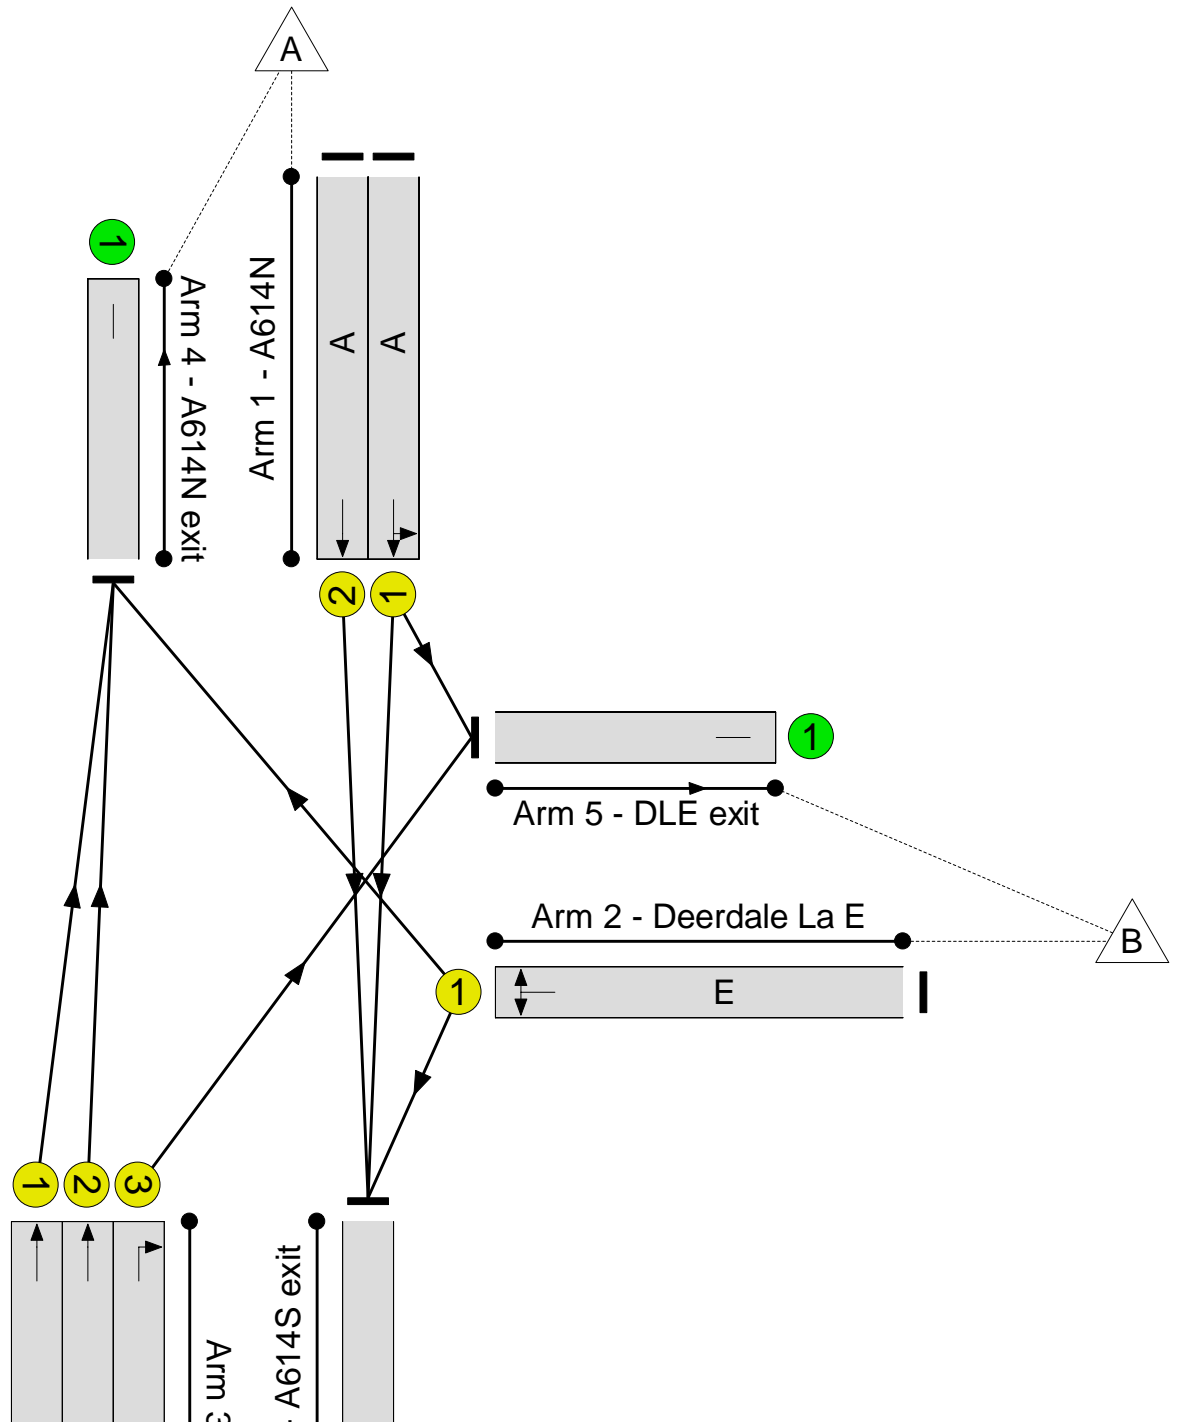 A
1
Arm 4 - A614N exit
Arm 1 - A614N
A
A
2
1
1
Arm 5 - DLE exit
Arm 2 - Deerdale La E
B
1
E
1
2
3
Arm 3
- A614S exit